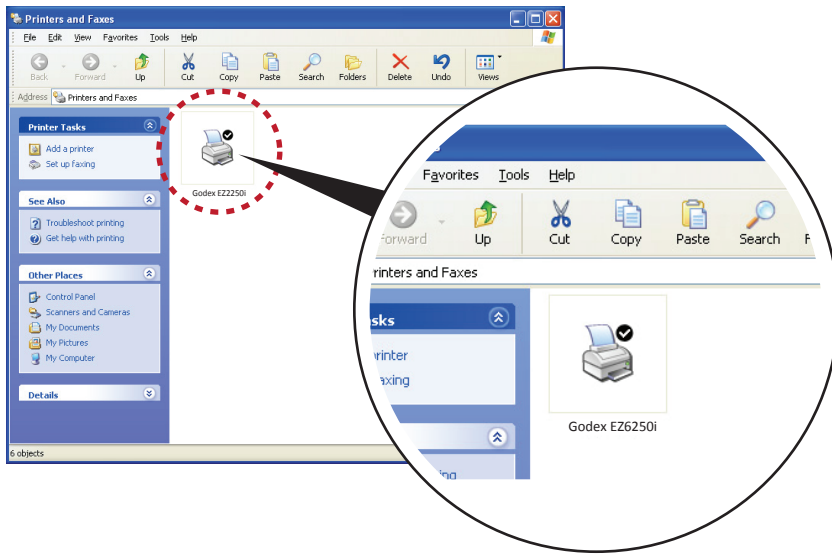 Printers and Faxes
File Edit View Favorites Tools Help
Back Forward Up Cut Copy Paste Search Folders Delete Undo Views
Address Printers and Faxes
Printer Tasks
Add a printer
Set up faxing
See Also
Troubleshoot printing
Get help with printing
Other Places
Control Panel
Scanners and Cameras
My Documents
My Pictures
My Computer
Details
6 objects
Godex EZ2250i
s
Favorites Tools Help
Forward Up Cut Copy Paste Search F
rinters and Faxes
sks
rinter
axing
Godex EZ6250i